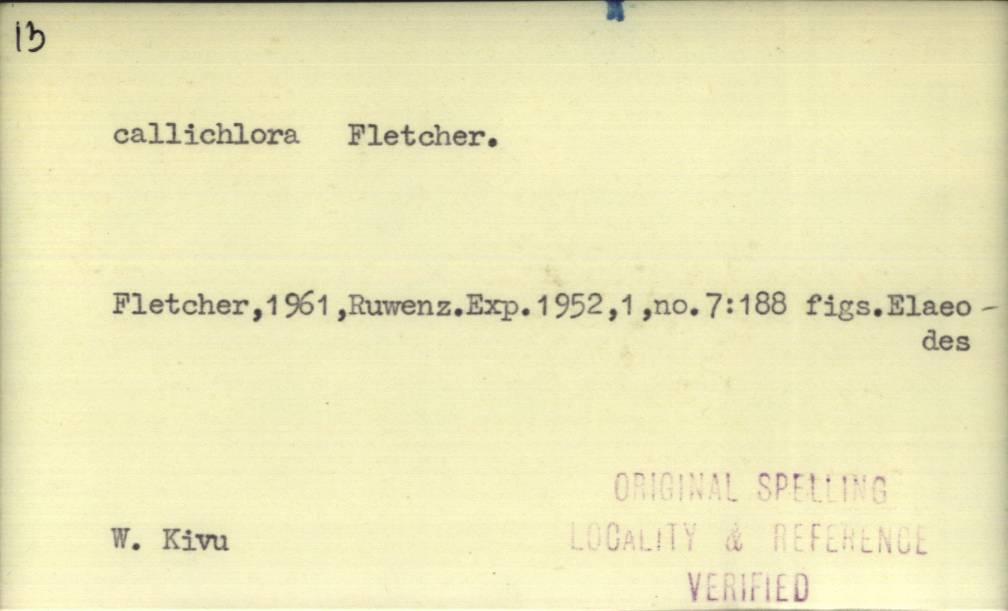 13
callichlora Fletcher.
Fletcher,1961,Ruwenz.Exp.1952,1,no.7:188 figs.Elaeo-
des
ORIGINAL SPELLING
W. Kivu
LOCALITY & REFERENCE
VERIFIED